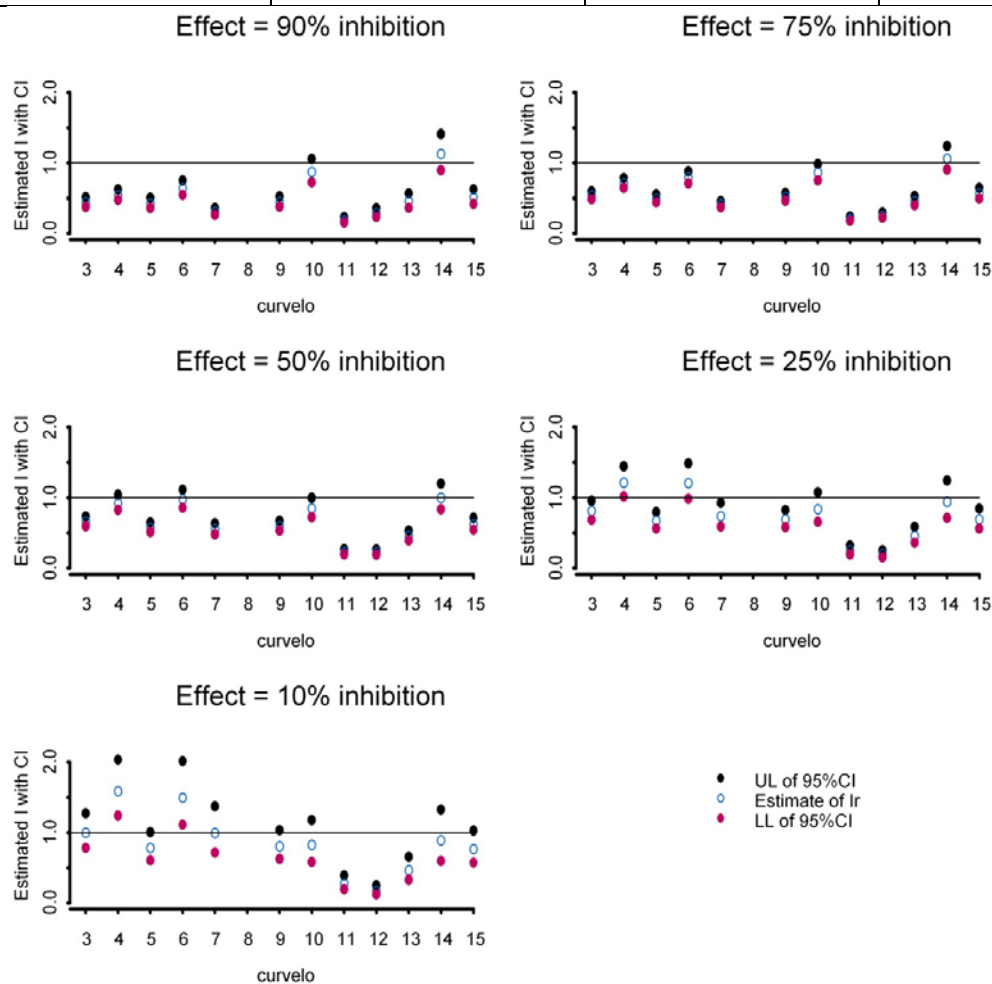 Effect = 90% inhibition
Estimated I with CI
2.0
1.0
0.0
3 4 5 6 7 8 9 10 11 12 13 14 15
curvelo
Effect = 75% inhibition
Estimated I with CI
2.0
1.0
0.0
3 4 5 6 7 8 9 10 11 12 13 14 15
curvelo
Effect = 50% inhibition
Estimated I with CI
2.0
1.0
0.0
3 4 5 6 7 8 9 10 11 12 13 14 15
curvelo
Effect = 25% inhibition
Estimated I with CI
2.0
1.0
0.0
3 4 5 6 7 8 9 10 11 12 13 14 15
curvelo
Effect = 10% inhibition
Estimated I with CI
2.0
1.0
0.0
3 4 5 6 7 8 9 10 11 12 13 14 15
curvelo
UL of 95%CI
Estimate of Ir
LL of 95%CI